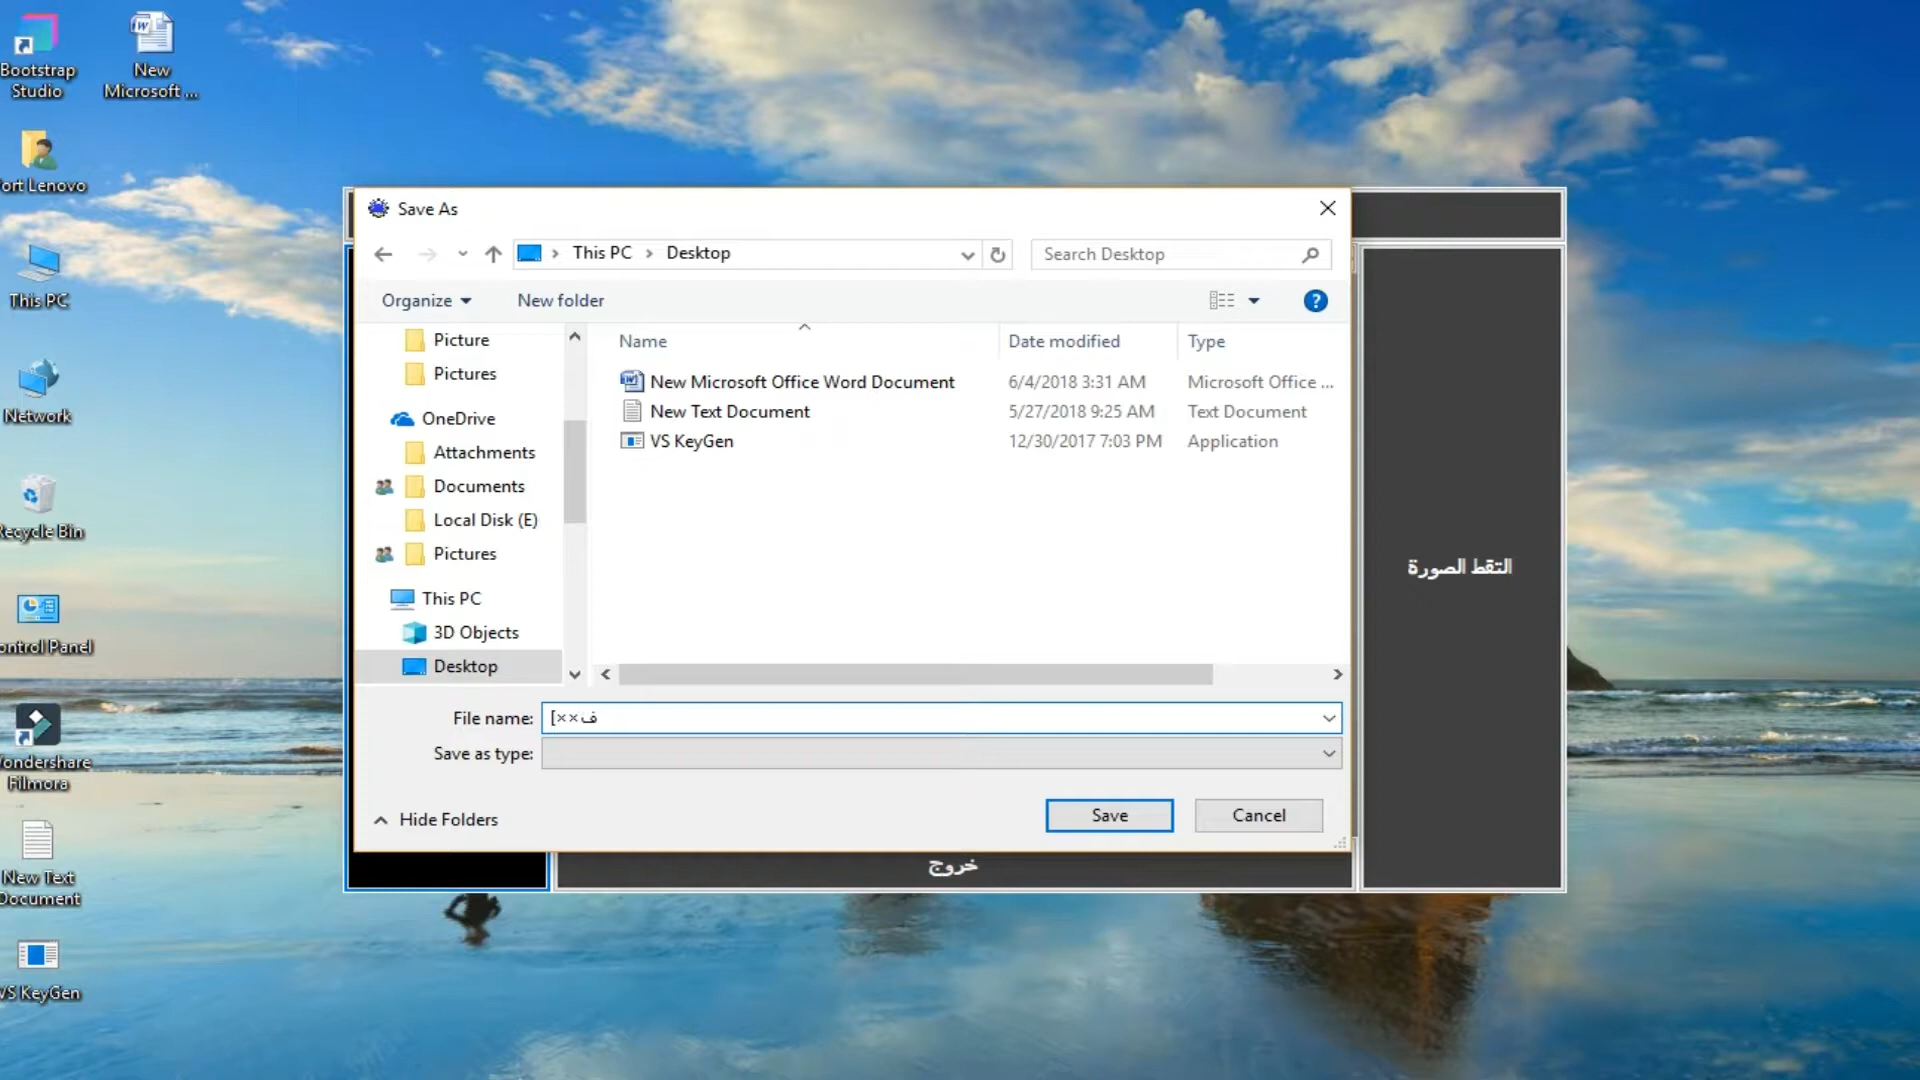 Bootstrap
Studio
New
Microsoft ...
ort Lenovo
This PC
Network
Recycle Bin
ontrol Panel
ondershare
Filmora
New Text
Document
VS KeyGen
Save As
This PC
Desktop
Search Desktop
Organize
New folder
Picture
Pictures
OneDrive
Attachments
Documents
Local Disk (E)
Pictures
This PC
3D Objects
Desktop
Name
Date modified
Type
New Microsoft Office Word Document
6/4/2018 3:31 AM
Microsoft Office ...
New Text Document
5/27/2018 9:25 AM
Text Document
VS KeyGen
12/30/2017 7:03 PM
Application
File name:
[××ف
Save as type:
Hide Folders
Save
Cancel
التقط الصورة
خروج